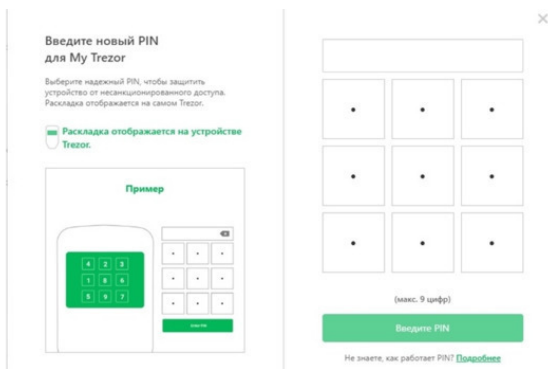 Введите новый PIN
для My Trezor
Выберите надежный PIN, чтобы защитить
устройство от несанкционированного доступа.
Раскладка отображается на самом Trezor.
Раскладка отображается на устройстве
Trezor.
Пример
4 2 3
1 8 6
5 9 7
Enter PIN
(макс. 9 цифр)
Введите PIN
Не знаете, как работает PIN? Подробнее